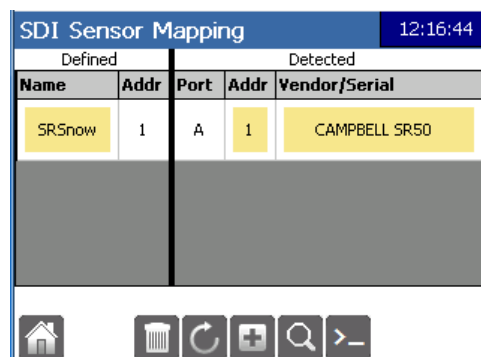 SDI Sensor Mapping 12:16:44
Defined Detected
Name Addr Port Addr Vendor/Serial
SRSnow 1 A 1 CAMPBELL SR50